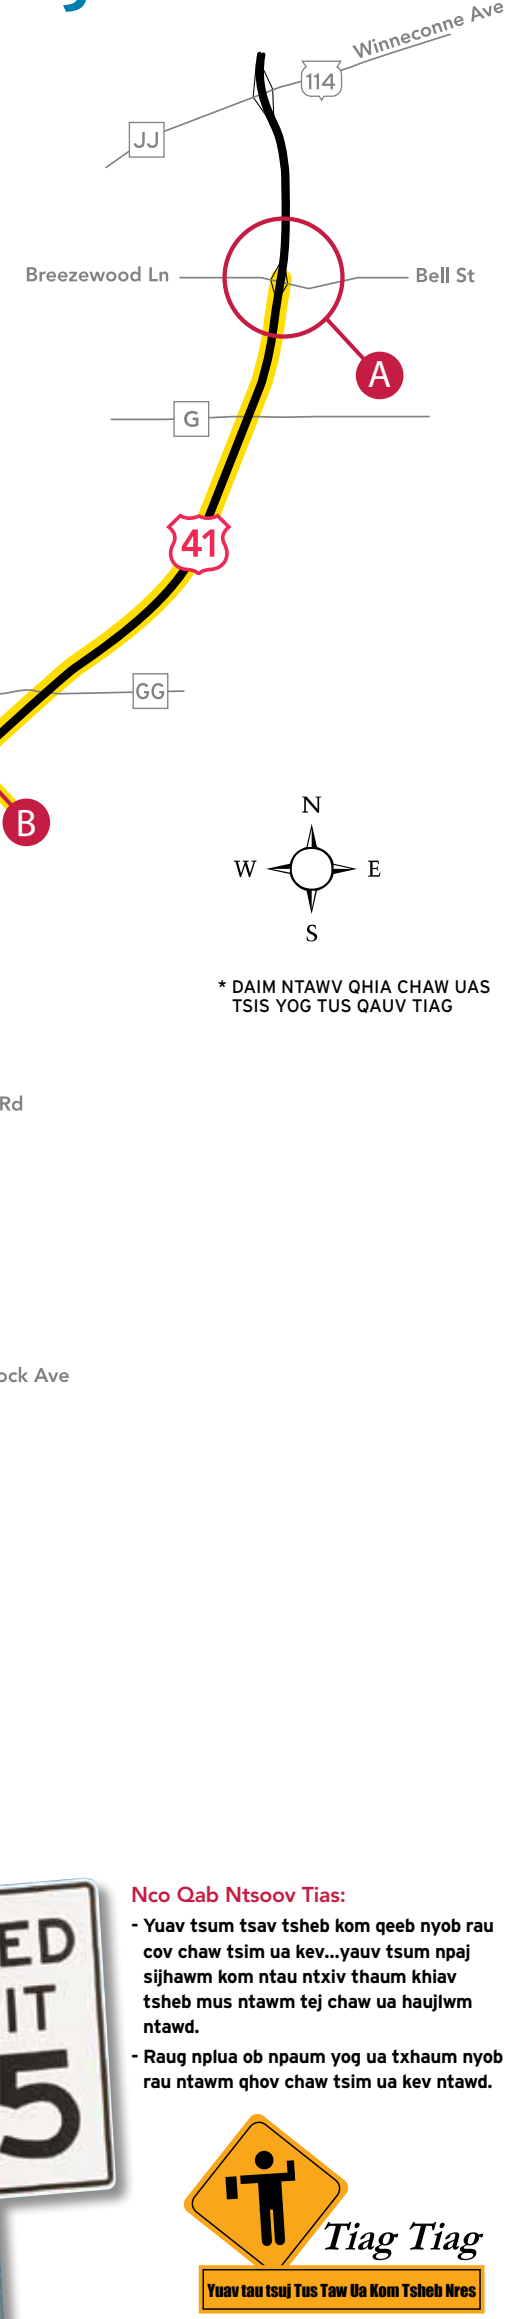 Winneconne Ave
114
JJ
Breezewood Ln
Bell St
A
G
41
GG
B
N
W
E
S
* DAIM NTAWV QHIA CHAW UAS
TSIS YOG TUS QAUV TIAG
Rd
ock Ave
ED
IT
5
Nco Qab Ntsoov Tias:
- Yuav tsum tsav tsheb kom qeeb nyob rau
cov chaw tsim ua kev...yauv tsum npaj
sijhawm kom ntau ntxiv thaum khiav
tsheb mus ntawm tej chaw ua haujlwm
ntawd.
- Raug nplua ob npaum yog ua txhaum nyob
rau ntawm qhov chaw tsim ua kev ntawd.
Tiag Tiag
Yuav tau tsuj Tus Taw Ua Kom Tsheb Nres